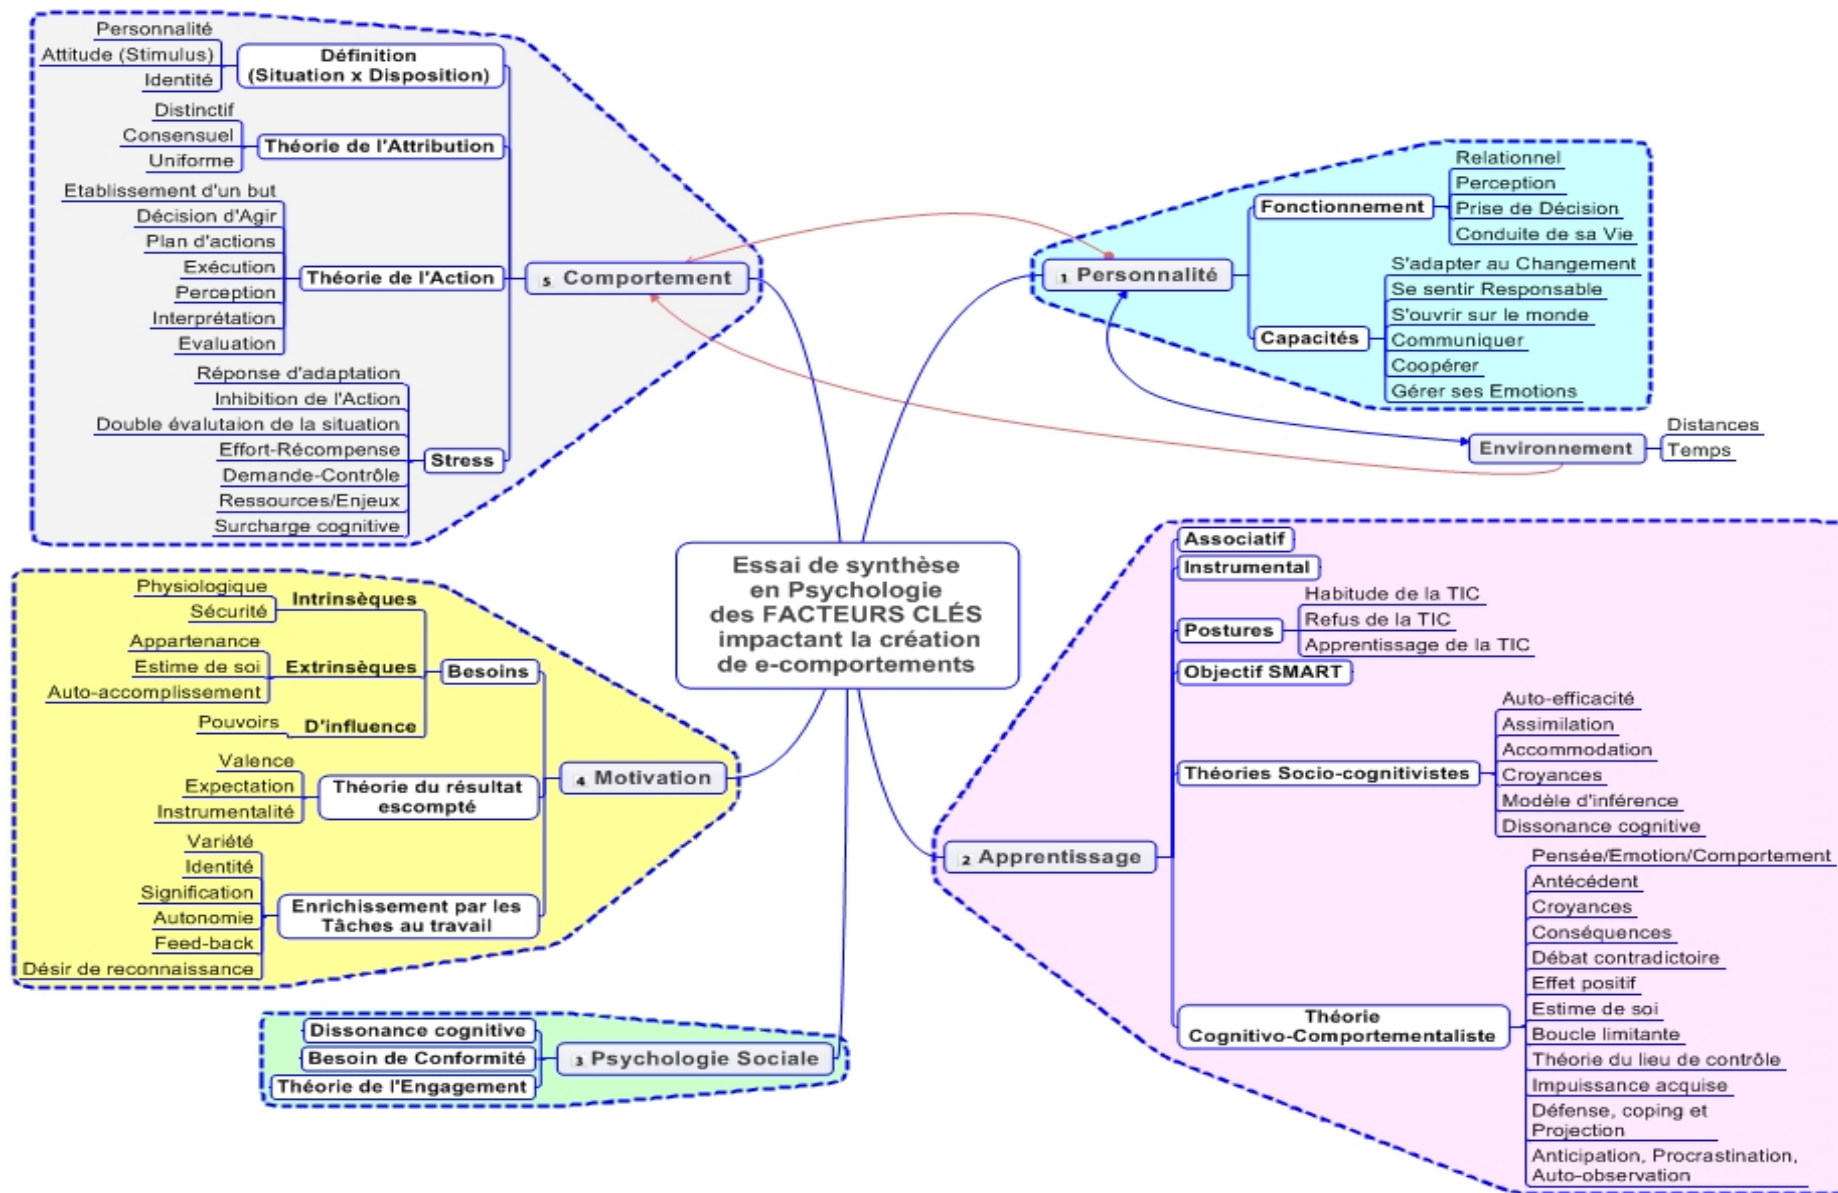 Essai de synthèse
en Psychologie
des FACTEURS CLÉS
impactant la création
de e-comportements
1 Personnalité
Fonctionnement
Relationnel
Perception
Prise de Décision
Conduite de sa Vie
Capacités
S'adapter au Changement
Se sentir Responsable
S'ouvrir sur le monde
Communiquer
Coopérer
Gérer ses Emotions
Environnement
Distances
Temps
2 Apprentissage
Associatif
Instrumental
Postures
Habitude de la TIC
Refus de la TIC
Apprentissage de la TIC
Objectif SMART
Théories Socio-cognitivistes
Auto-efficacité
Assimilation
Accommodation
Croyances
Modèle d'inférence
Dissonance cognitive
Théorie
Cognitivo-Comportementaliste
Pensée/Emotion/Comportement
Antécédent
Croyances
Conséquences
Débat contradictoire
Effet positif
Estime de soi
Boucle limitante
Théorie du lieu de contrôle
Impuissance acquise
Défense, coping et
Projection
Anticipation, Procrastination,
Auto-observation
3 Psychologie Sociale
Dissonance cognitive
Besoin de Conformité
Théorie de l'Engagement
4 Motivation
Besoins
Intrinsèques
Physiologique
Sécurité
Extrinsèques
Appartenance
Estime de soi
Auto-accomplissement
D'influence
Pouvoirs
Théorie du résultat
escompté
Valence
Expectation
Instrumentalité
Enrichissement par les
Tâches au travail
Variété
Identité
Signification
Autonomie
Feed-back
Désir de reconnaissance
5 Comportement
Définition
(Situation x Disposition)
Personnalité
Attitude (Stimulus)
Identité
Théorie de l'Attribution
Distinctif
Consensuel
Uniforme
Théorie de l'Action
Etablissement d'un but
Décision d'Agir
Plan d'actions
Exécution
Perception
Interprétation
Evaluation
Stress
Réponse d'adaptation
Inhibition de l'Action
Double évalutaion de la situation
Effort-Récompense
Demande-Contrôle
Ressources/Enjeux
Surcharge cognitive